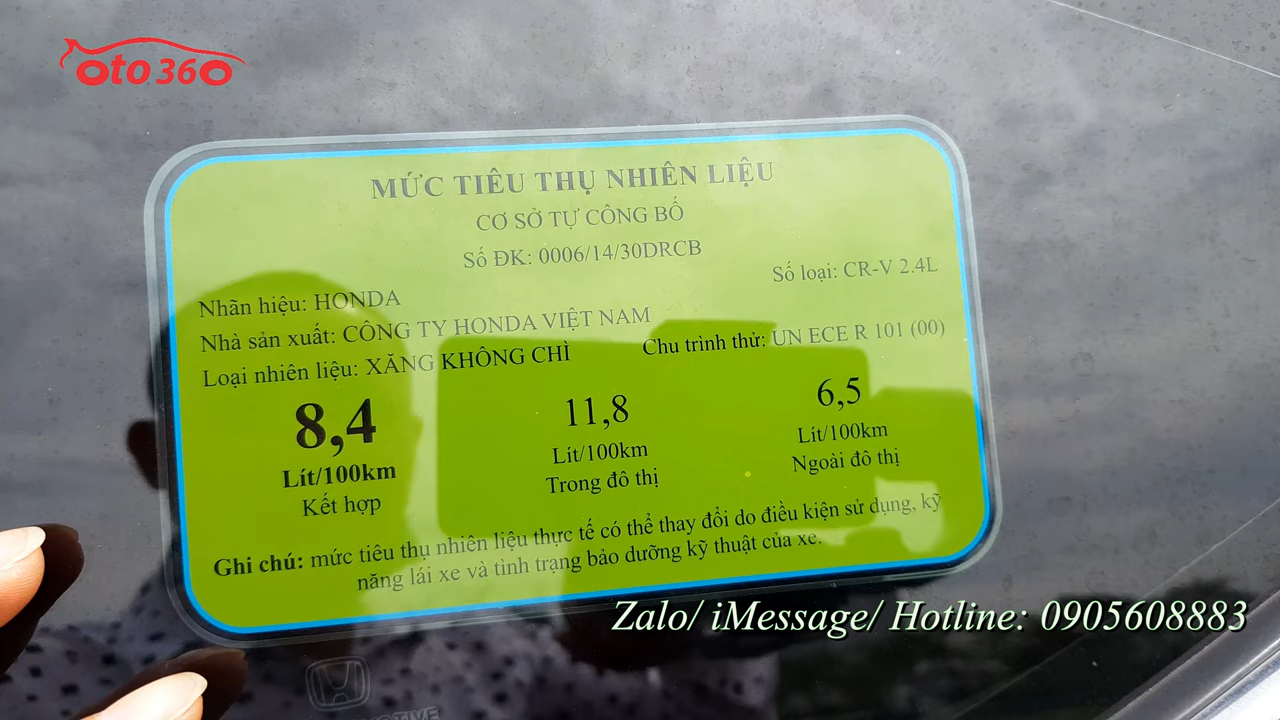 oto360
MỨC TIÊU THỤ NHIÊN LIỆU
CƠ SỞ TỰ CÔNG BỐ
Số ĐK: 0006/14/30DRCB
Số loại: CR-V 2.4L
Nhãn hiệu: HONDA
Nhà sản xuất: CÔNG TY HONDA VIỆT NAM
Loại nhiên liệu: XĂNG KHÔNG CHÌ
Chu trình thử: UN ECE R 101 (00)
8,4
Lít/100km
Kết hợp
11,8
Lít/100km
Trong đô thị
6,5
Lít/100km
Ngoài đô thị
Ghi chú: mức tiêu thụ nhiên liệu thực tế có thể thay đổi do điều kiện sử dụng, kỹ
năng lái xe và tình trạng bảo dưỡng kỹ thuật của xe.
Zalo/ iMessage/ Hotline: 0905608883